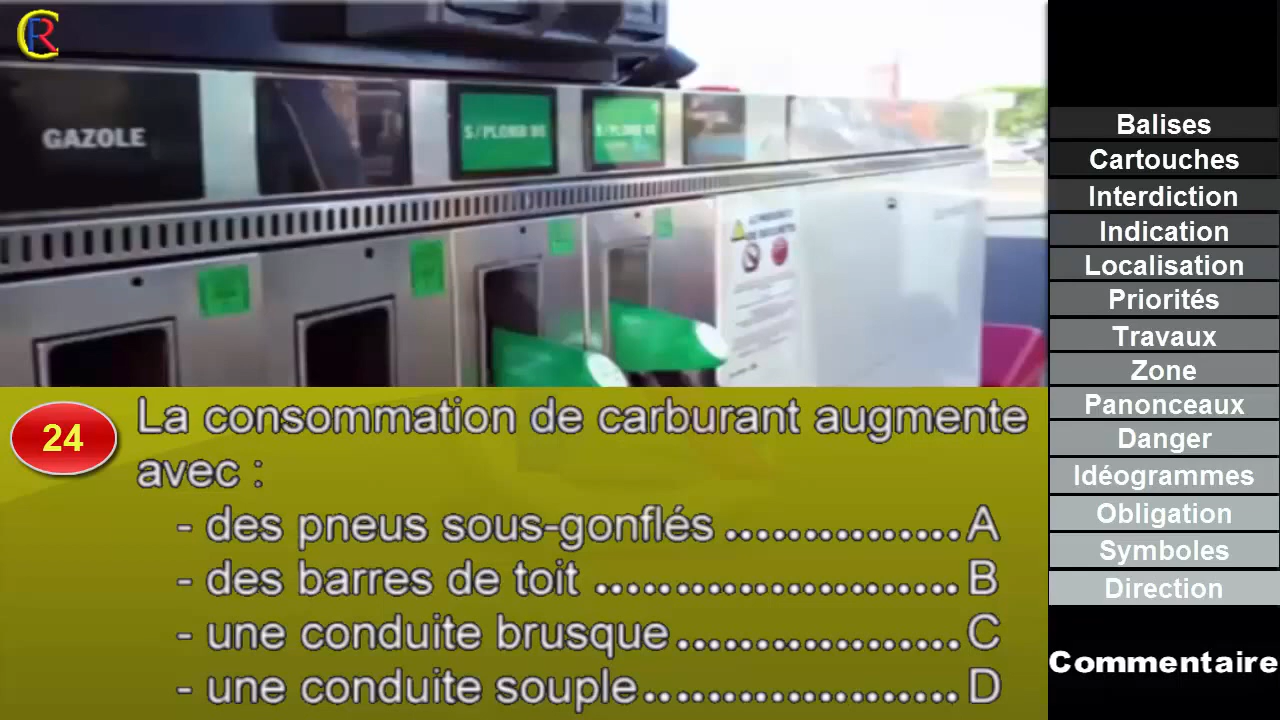 GAZOLE
S/PLOMB
S/PLOMB
24
La consommation de carburant augmente
avec :
- des pneus sous-gonflés ............... A
- des barres de toit ....................... B
- une conduite brusque .................. C
- une conduite souple .................... D
Balises
Cartouches
Interdiction
Indication
Localisation
Priorités
Travaux
Zone
Panonceaux
Danger
Idéogrammes
Obligation
Symboles
Direction
Commentaire